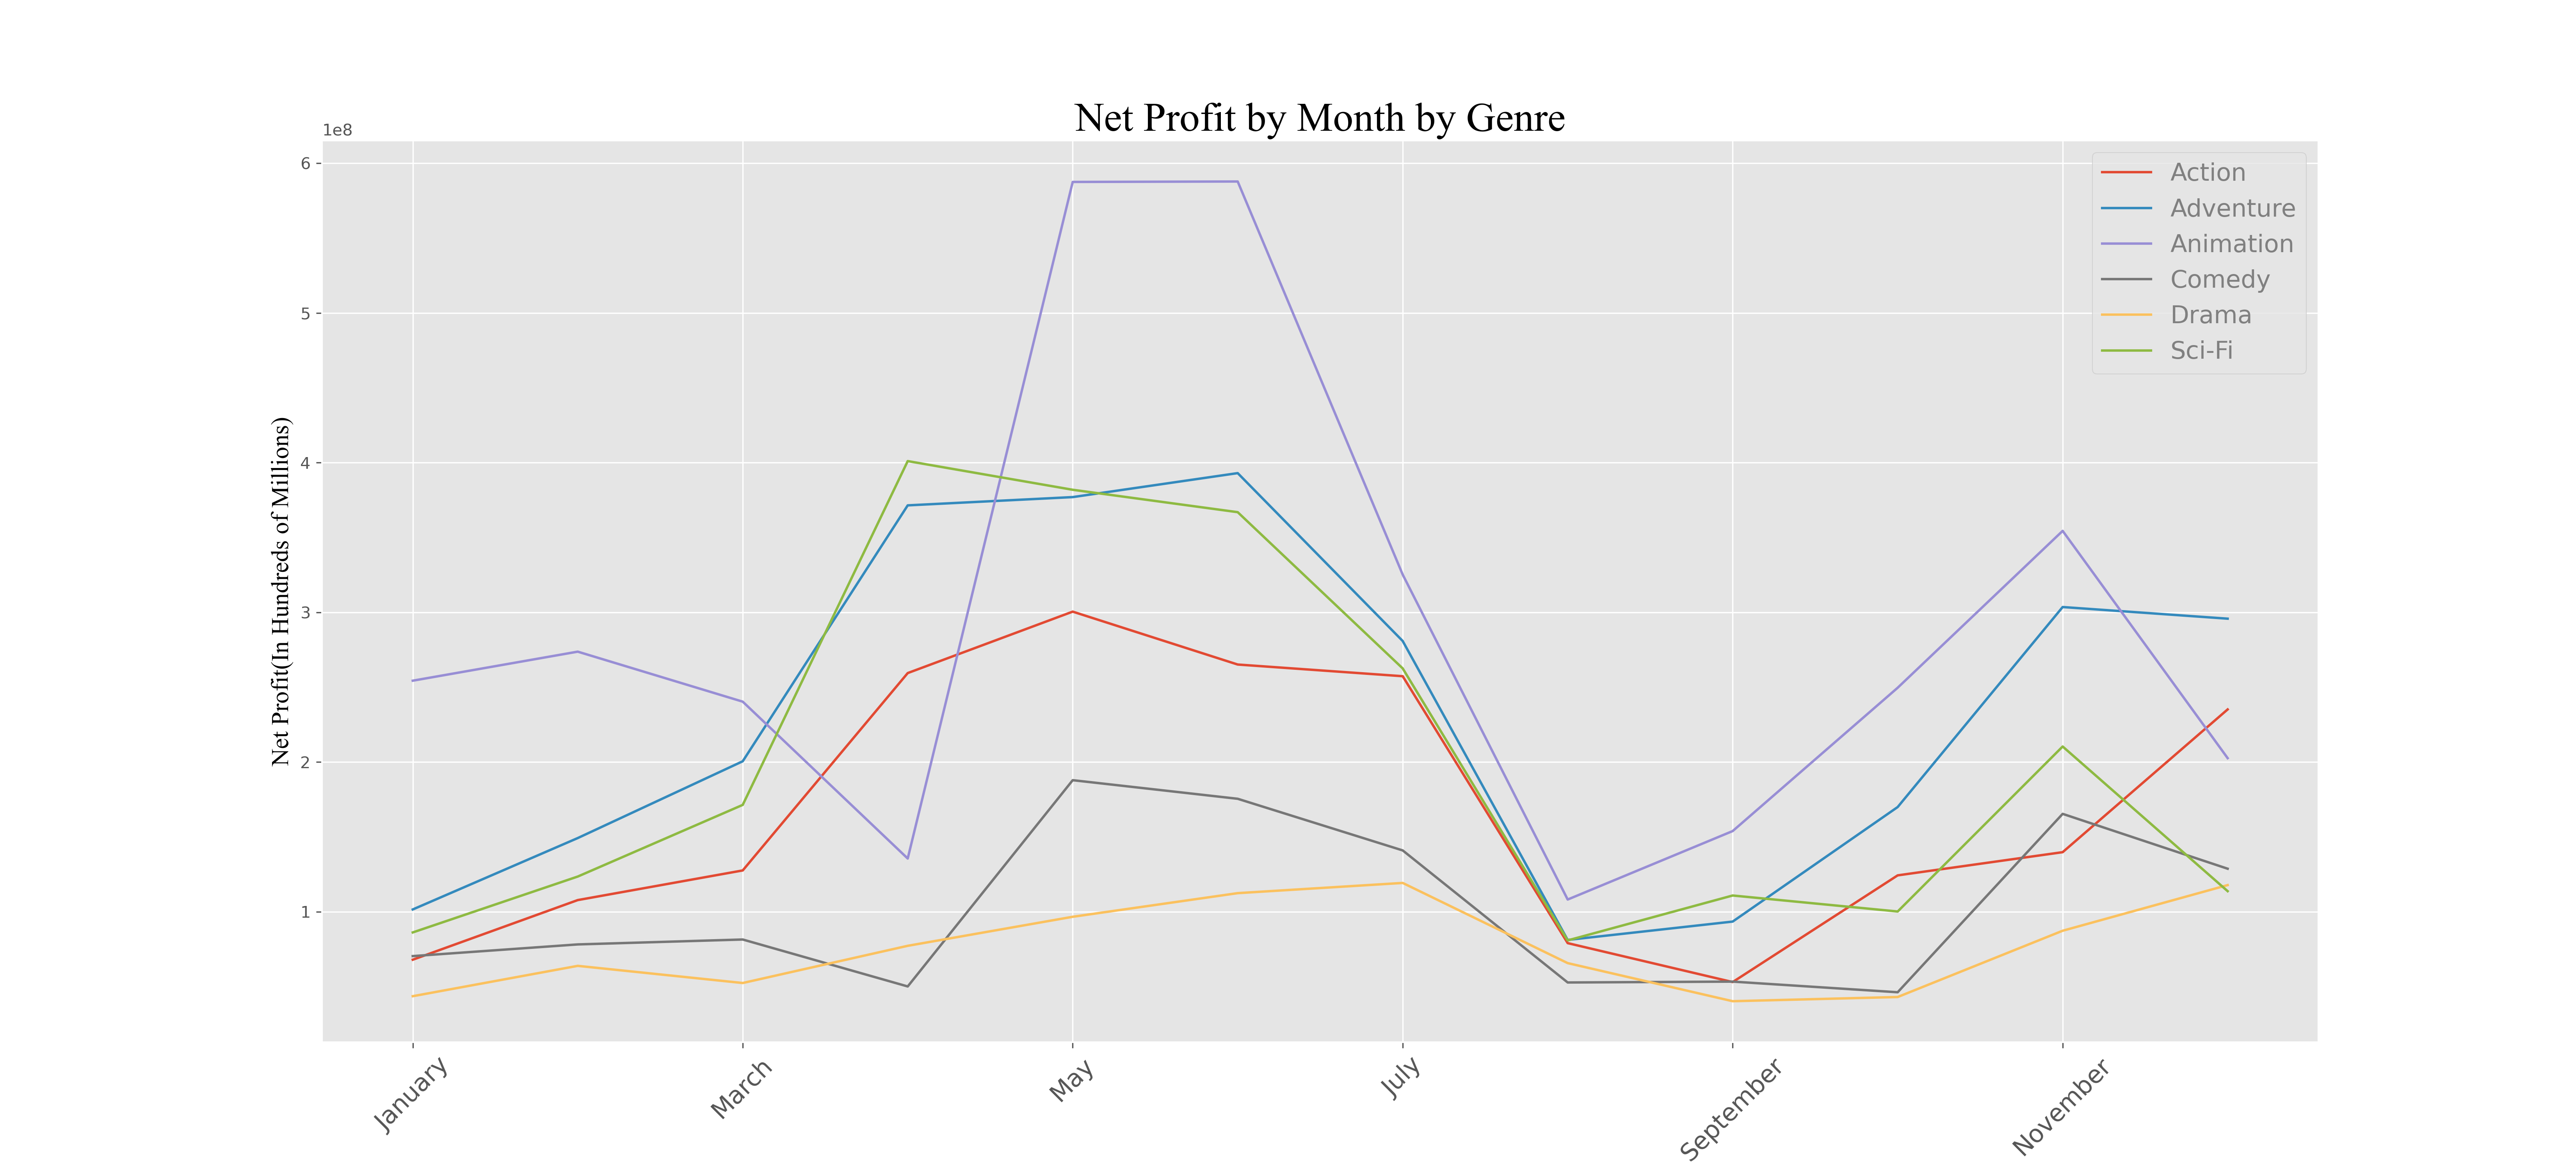 Net Profit by Month by Genre
1e8
6
5
4
3
2
1
Net Profit(In Hundreds of Millions)
Action
Adventure
Animation
Comedy
Drama
Sci-Fi
January
March
May
July
September
November